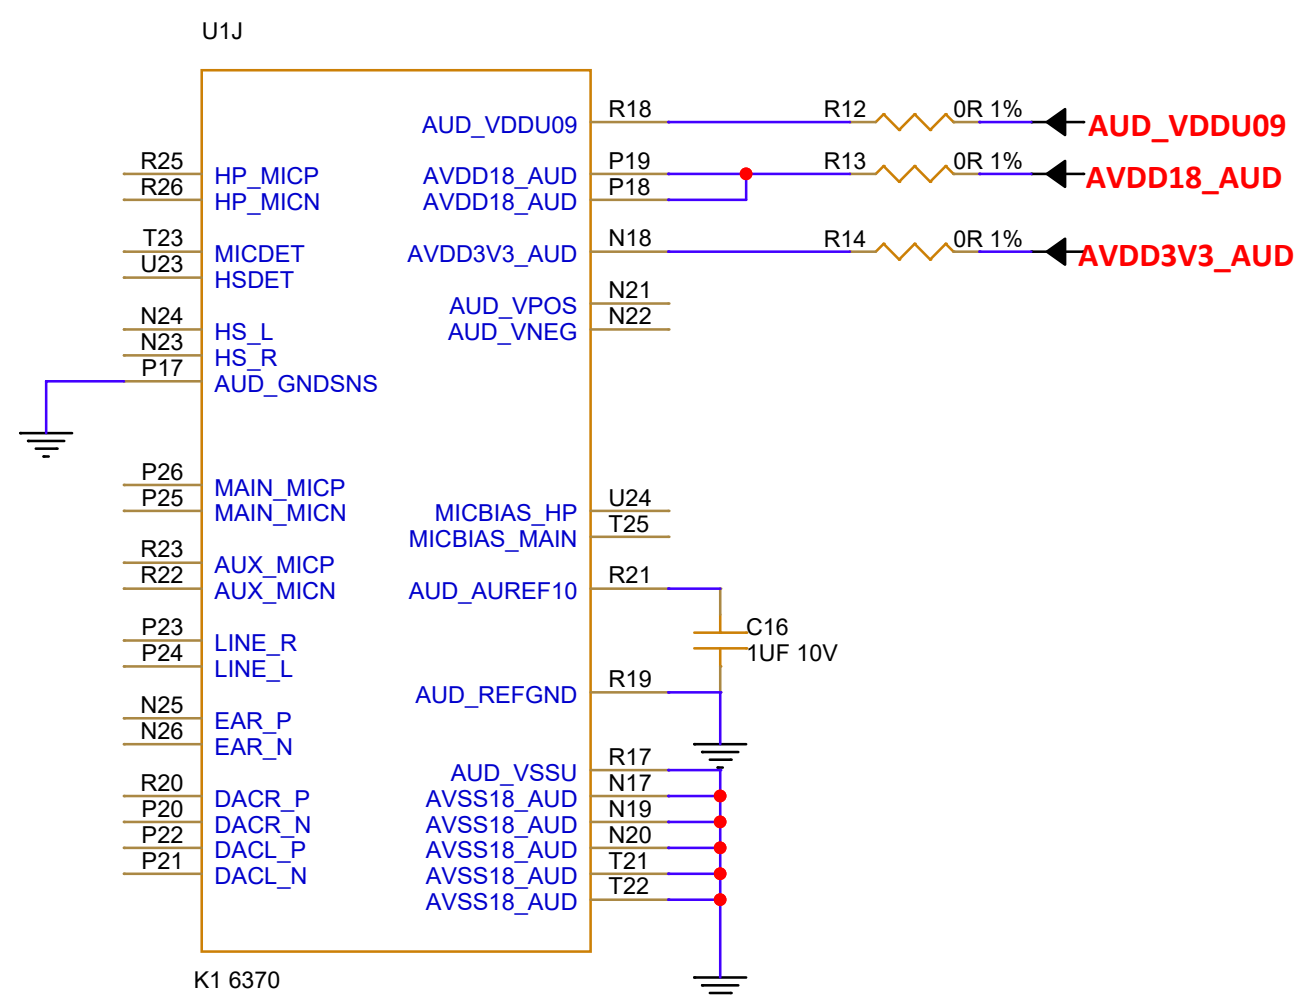 U1J
R18 R12 0R 1%
AUD_VDDU09 AUD_VDDU09
R25 P19 R13 0R 1%
HP_MICP AVDD18_AUD AVDD18_AUD
R26 P18
HP_MICN AVDD18_AUD
T23 N18 R14 0R 1%
MICDET AVDD3V3_AUD AVDD3V3_AUD
U23
HSDET
N21
AUD_VPOS
N24 N22
HS_L AUD_VNEG
N23
HS_R
P17
AUD_GNDSNS
P26
MAIN_MICP
P25 U24
MAIN_MICN MICBIAS_HP
T25
MICBIAS_MAIN
R23
AUX_MICP
R22 R21
AUX_MICN AUD_AUREF10
P23 C16
LINE_R
P24 1UF 10V
LINE_L
R19
AUD_REFGND
N25
EAR_P
N26
EAR_N
R17
AUD_VSSU
R20 N17
DACR_P AVSS18_AUD
P20 N19
DACR_N AVSS18_AUD
P22 N20
DACL_P AVSS18_AUD
P21 T21
DACL_N AVSS18_AUD
T22
AVSS18_AUD
K1 6370